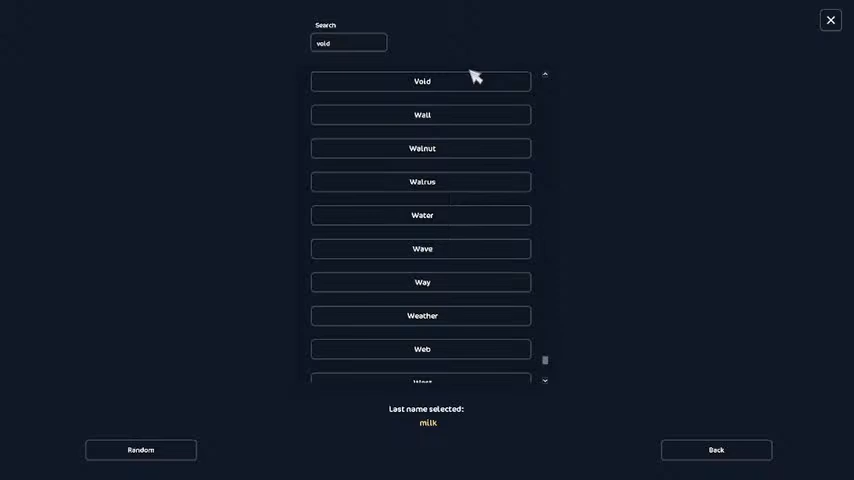 Search
void
Void
Wall
Walnut
Walrus
Water
Wave
Way
Weather
Web
Last name selected:
milk
Random
Back